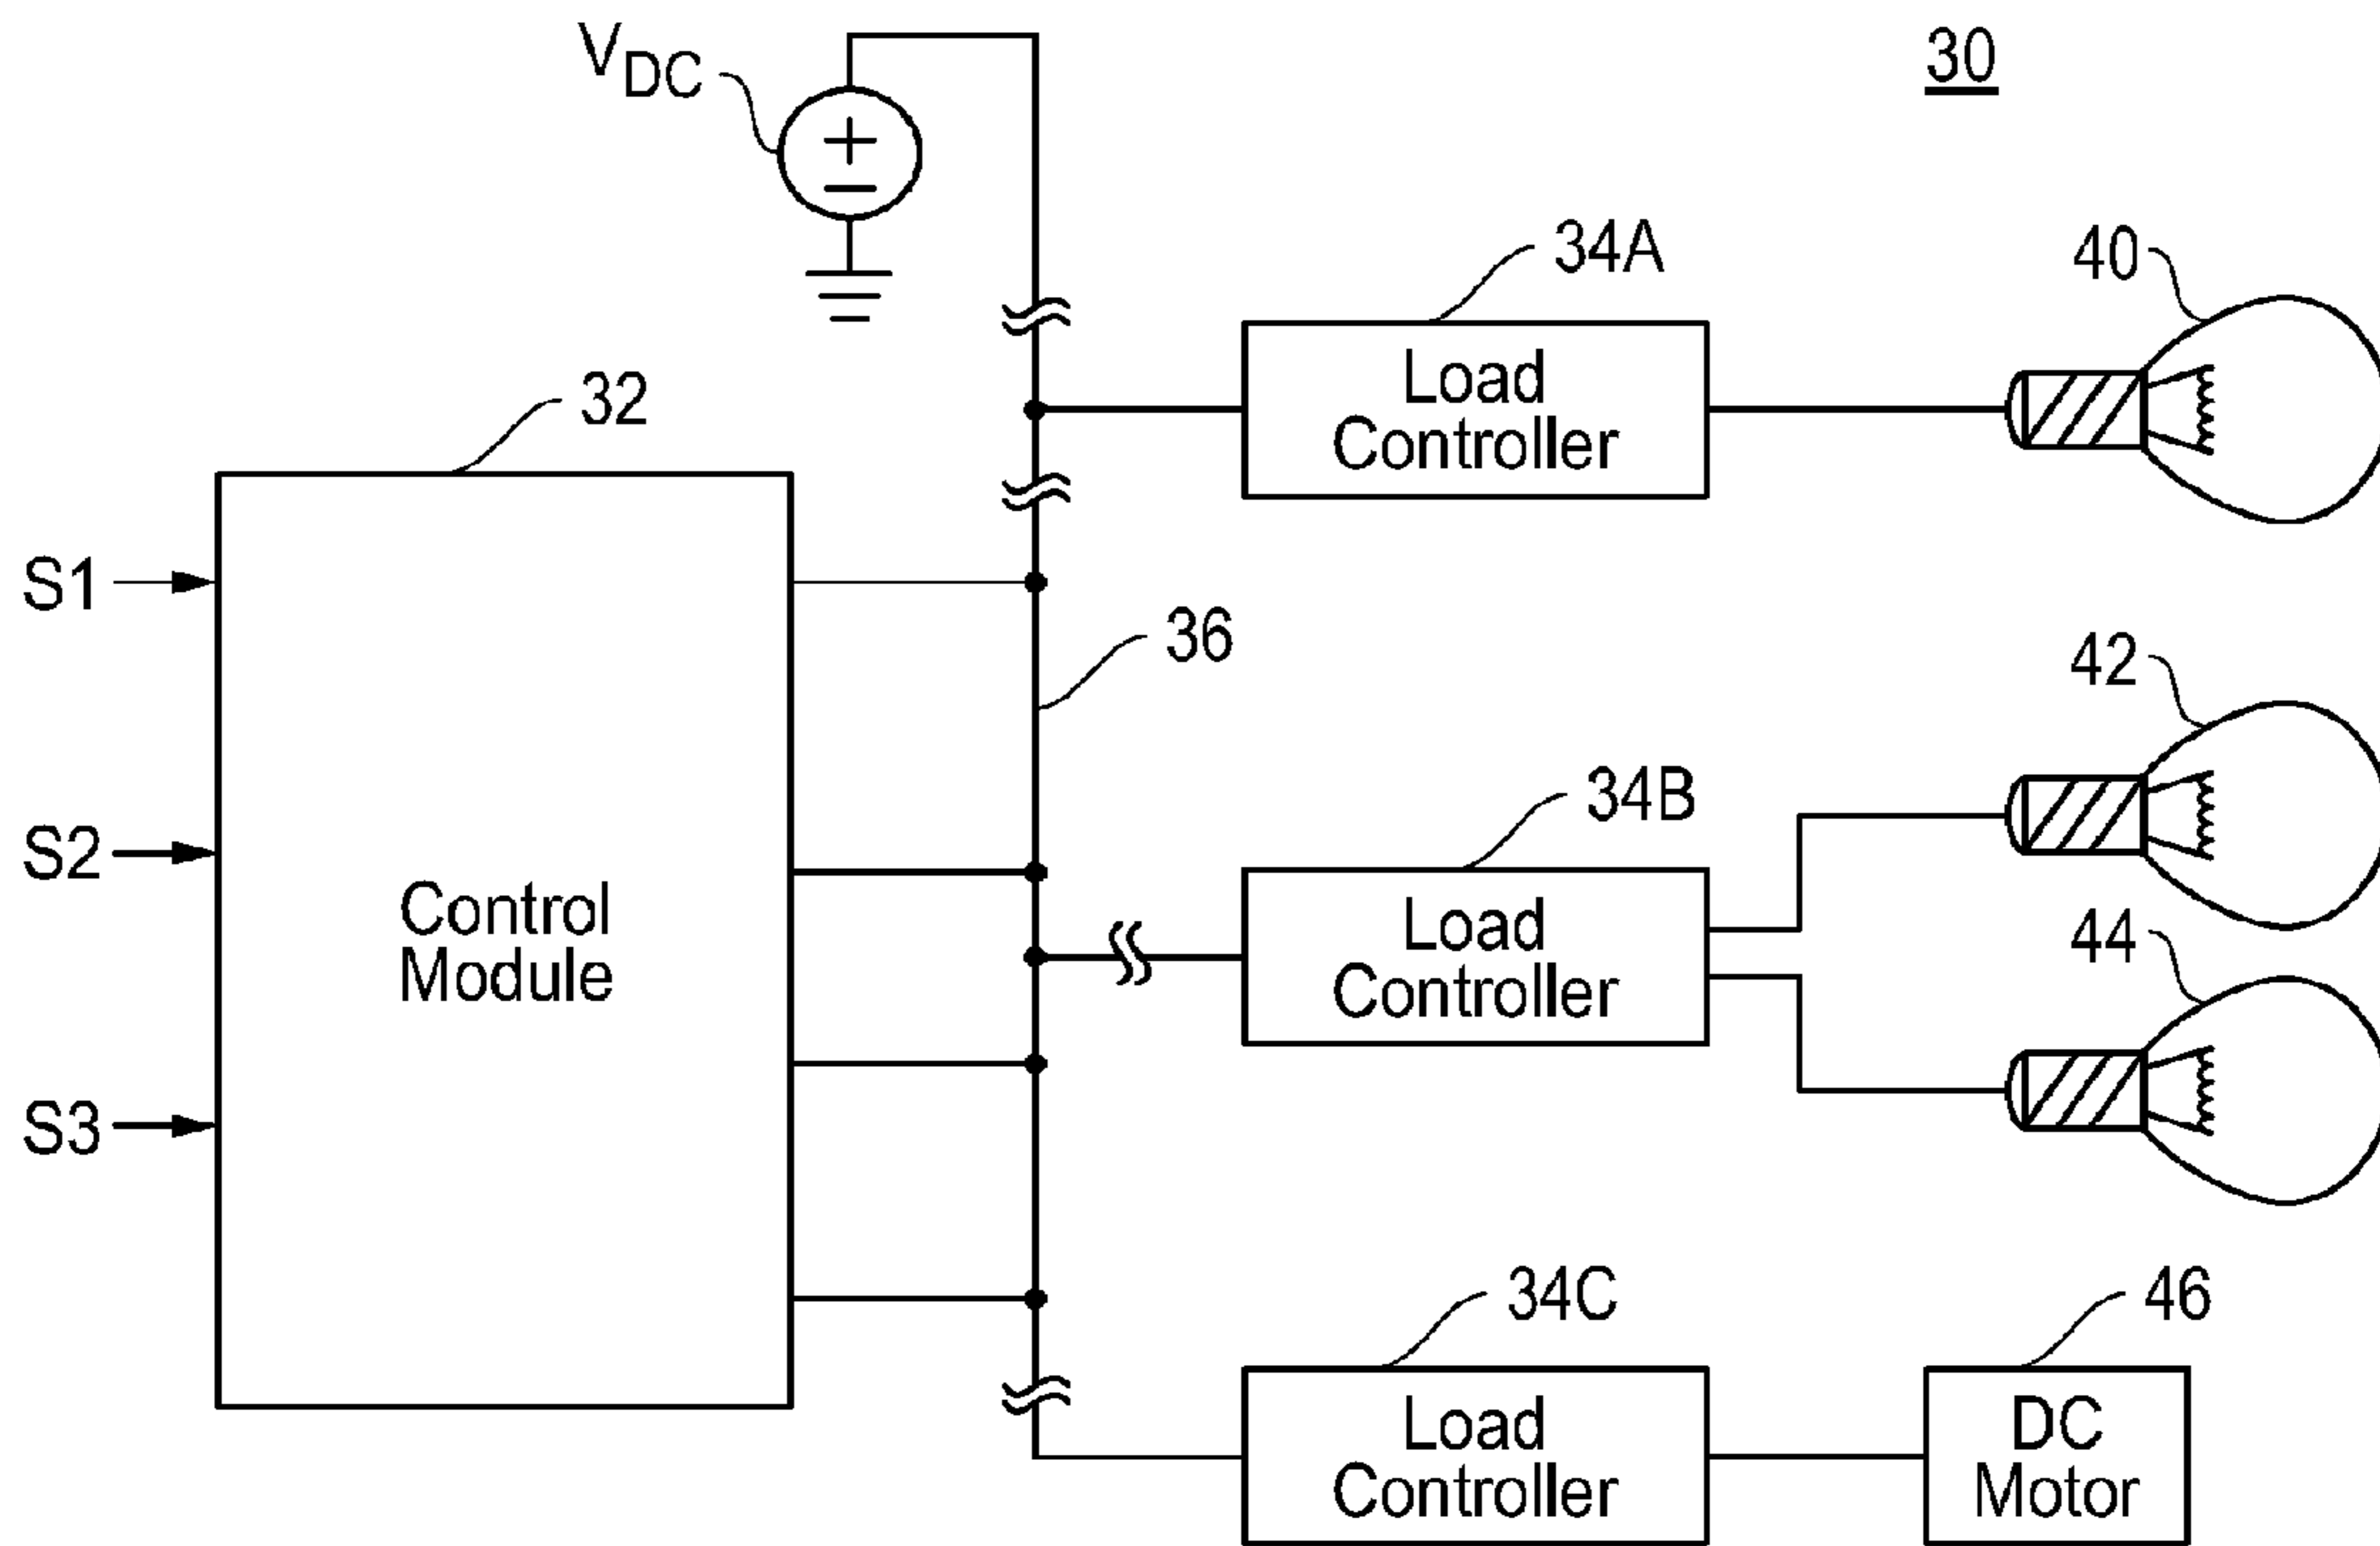 V DC
30
34A
40
Load
Controller
32
S1
36
42
34B
S2
Control
Module
Load
Controller
44
S3
34C
46
Load
Controller
DC
Motor